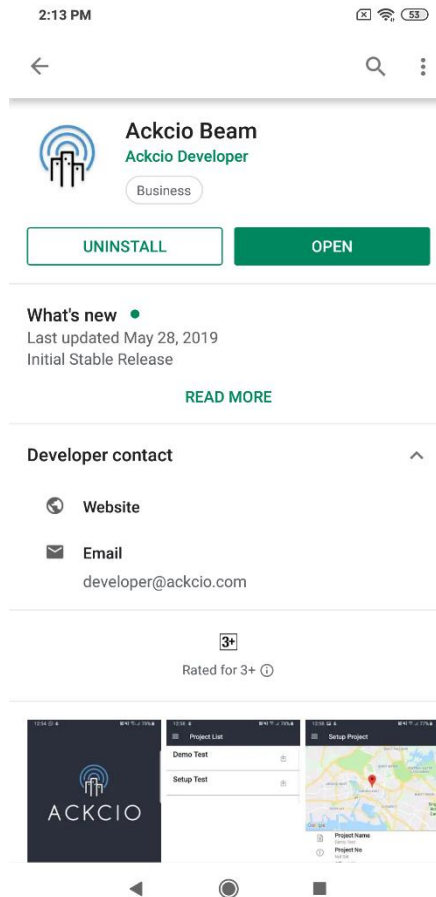 2:13 PM
53
Ackcio Beam
Ackcio Developer
Business
UNINSTALL
OPEN
What's new
Last updated May 28, 2019
Initial Stable Release
READ MORE
Developer contact
Website
Email
developer@ackcio.com
3+
Rated for 3+
ACKCIO
Project List
Demo Test
Setup Test
Setup Project
Project Name
Demo Test
Project No